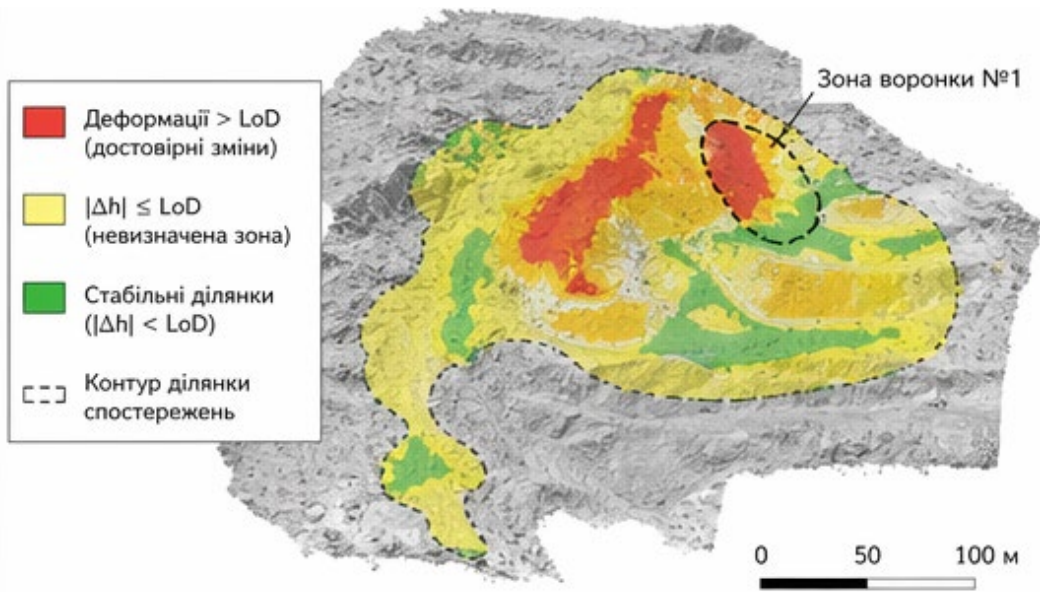 Зона воронки №1
Деформації > LoD
(достовірні зміни)
|Δh| ≤ LoD
(невизначена зона)
Стабільні ділянки
(|Δh| < LoD)
Контур ділянки
спостережень
0 50 100 м